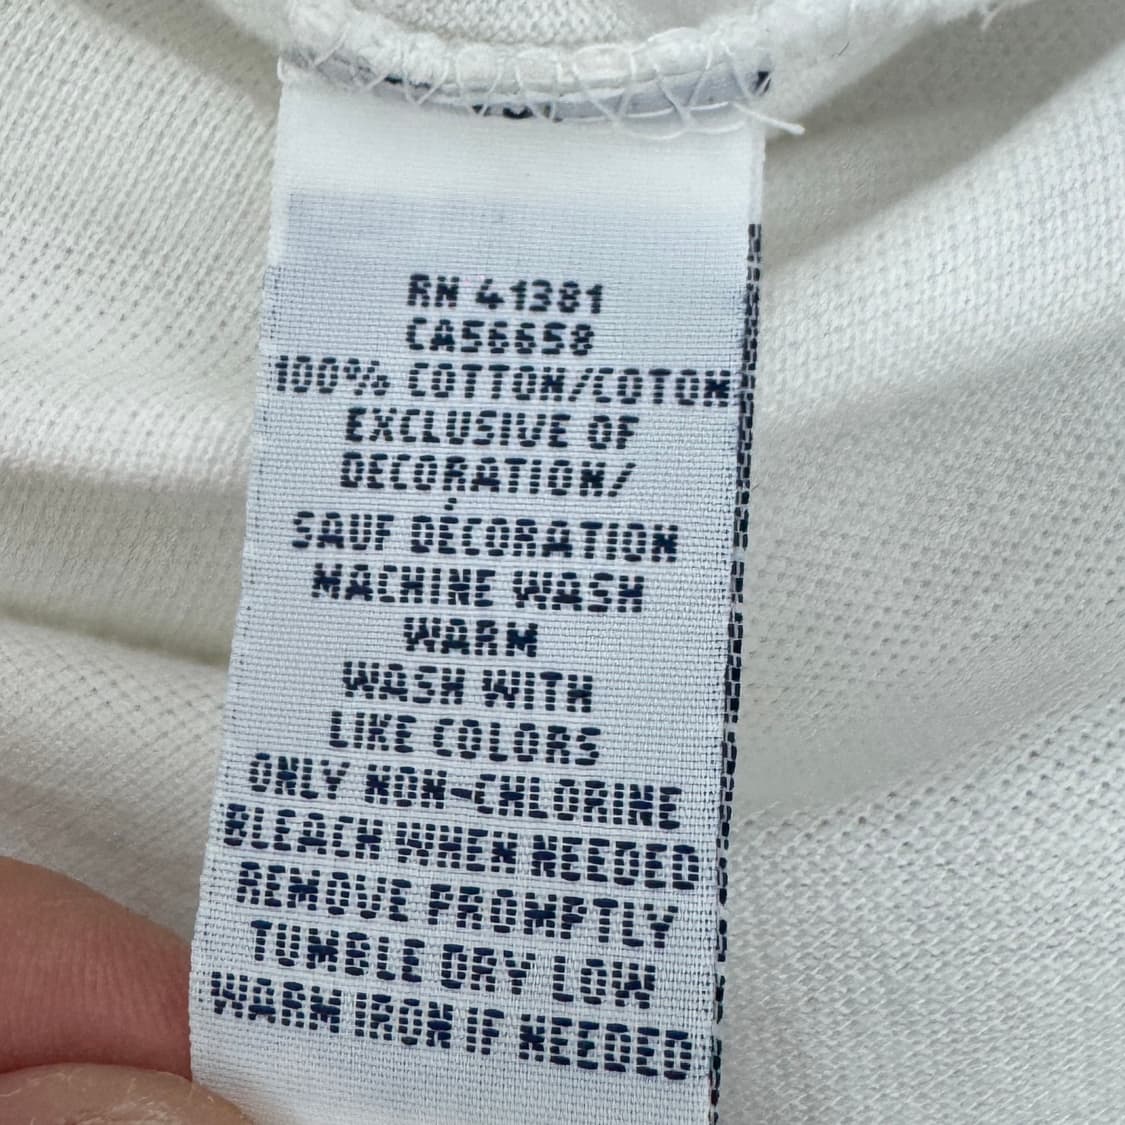 RN 41381
CA56658
100% COTTON/COTON
EXCLUSIVE OF
DECORATION/
SAUF DÉCORATION
MACHINE WASH
WARM
WASH WITH
LIKE COLORS
ONLY NON-CHLORINE
BLEACH WHEN NEEDED
REMOVE PROMPTLY
TUMBLE DRY LOW
WARM IRON IF NEEDED